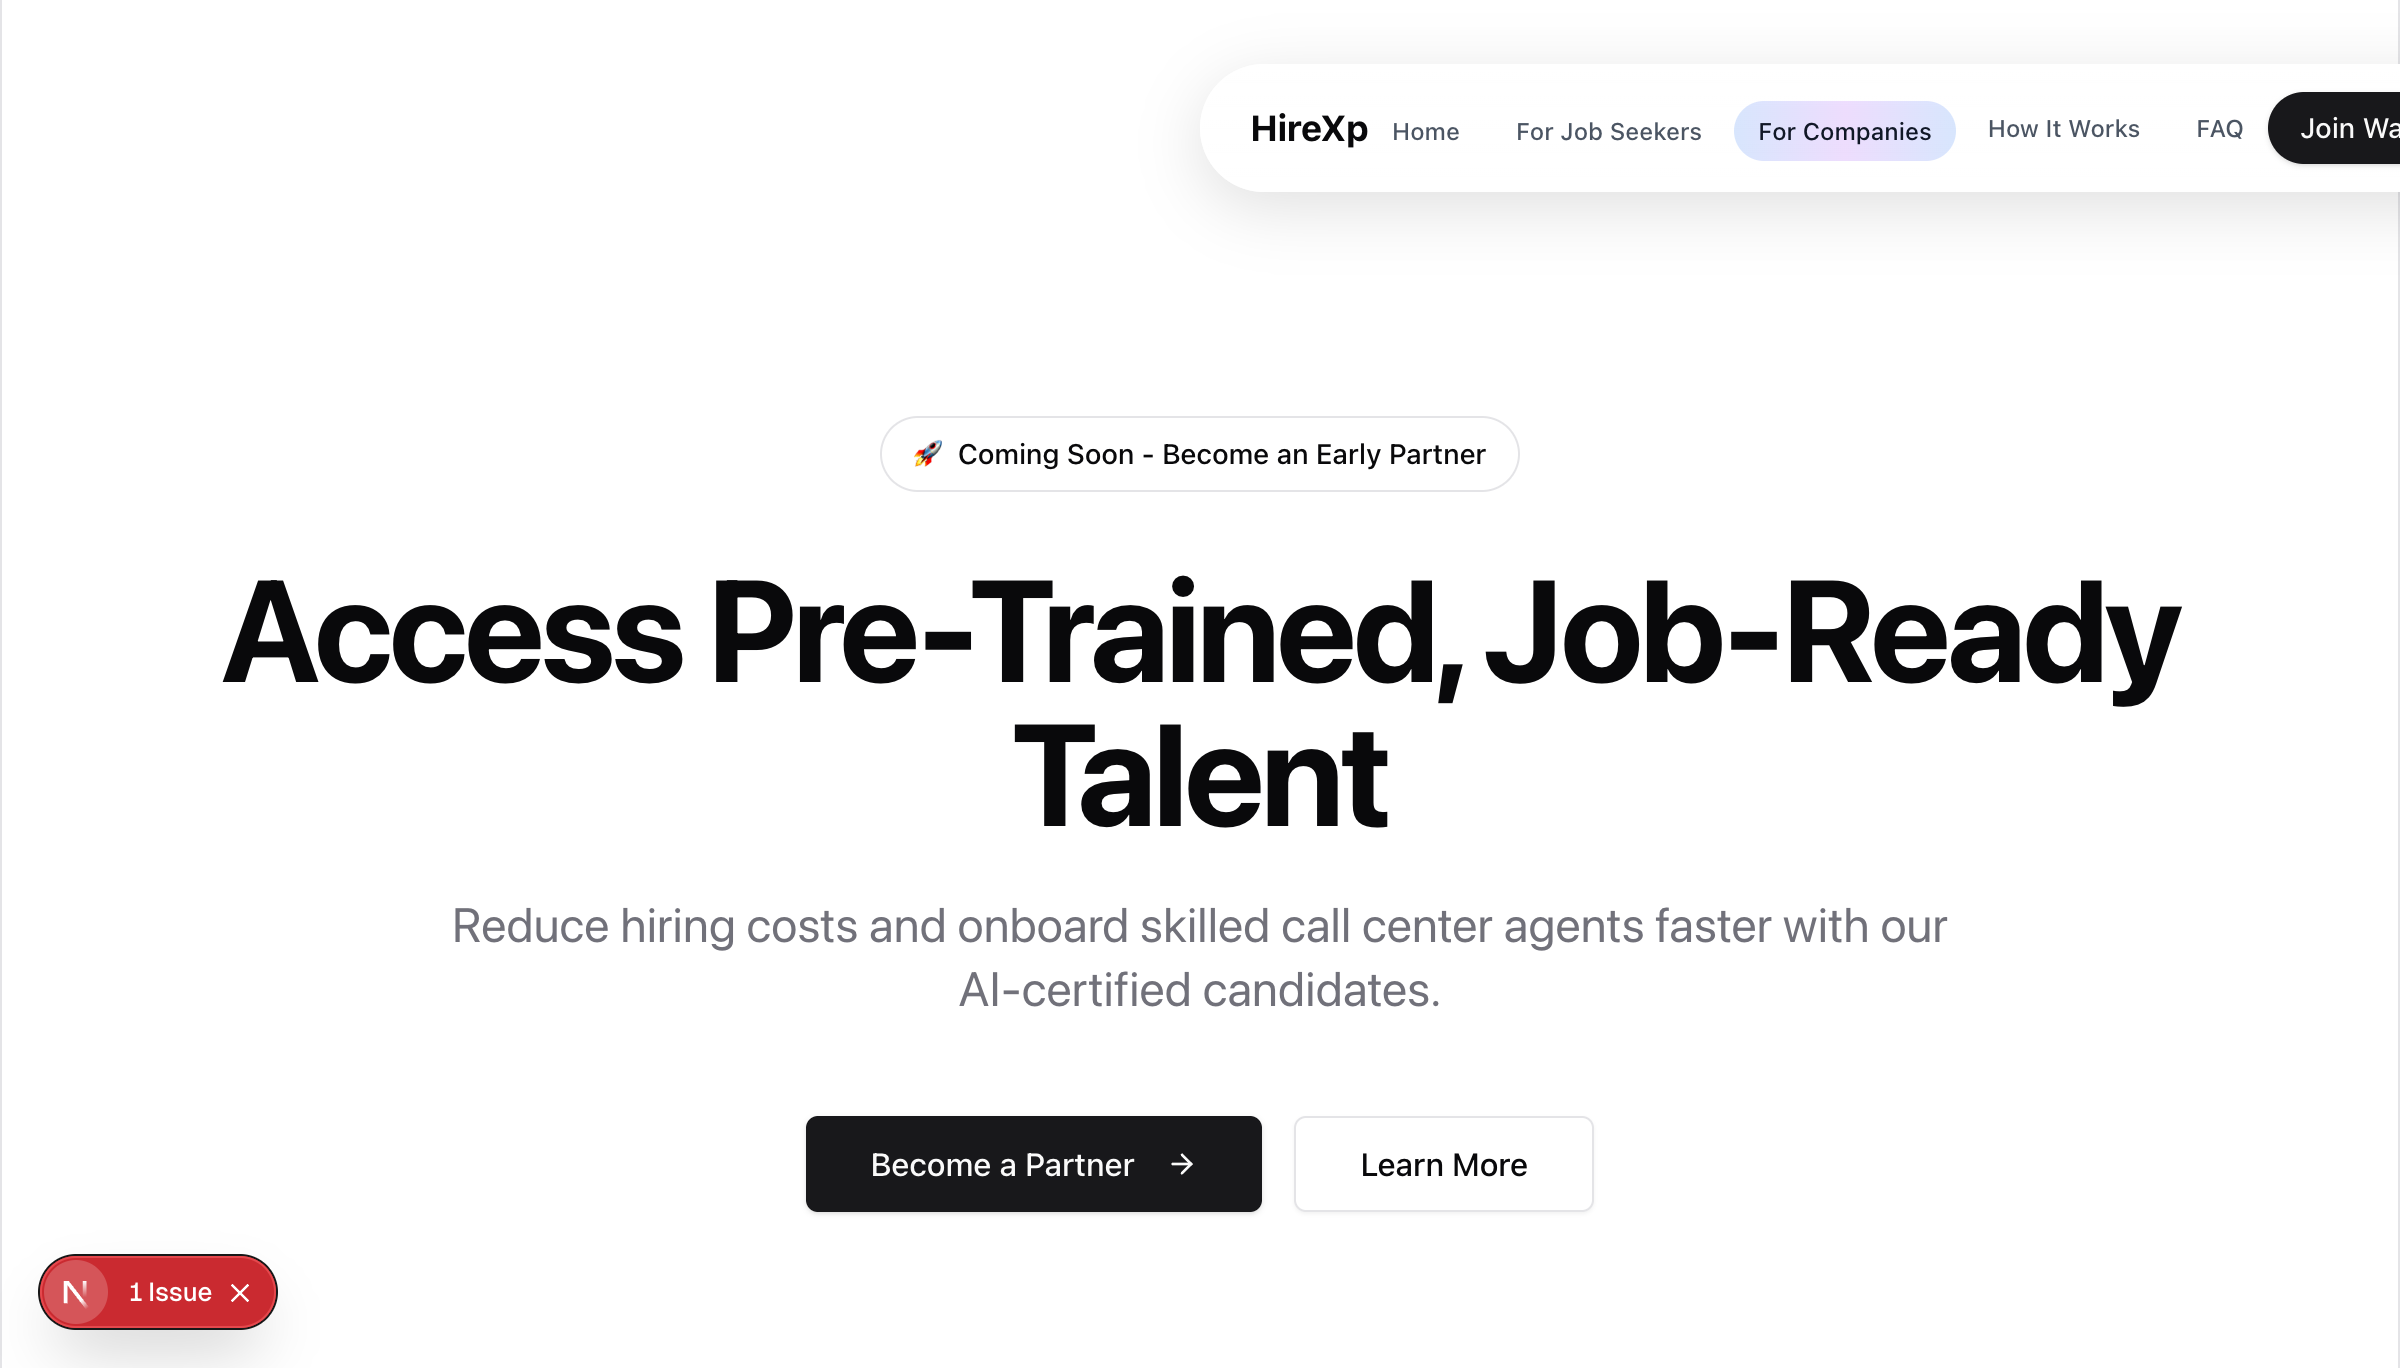 HireXp Home For Job Seekers For Companies How It Works FAQ Join Wa
🚀 Coming Soon - Become an Early Partner
Access Pre-Trained, Job-Ready
Talent
Reduce hiring costs and onboard skilled call center agents faster with our
AI-certified candidates.
Become a Partner → Learn More
N 1 Issue ×